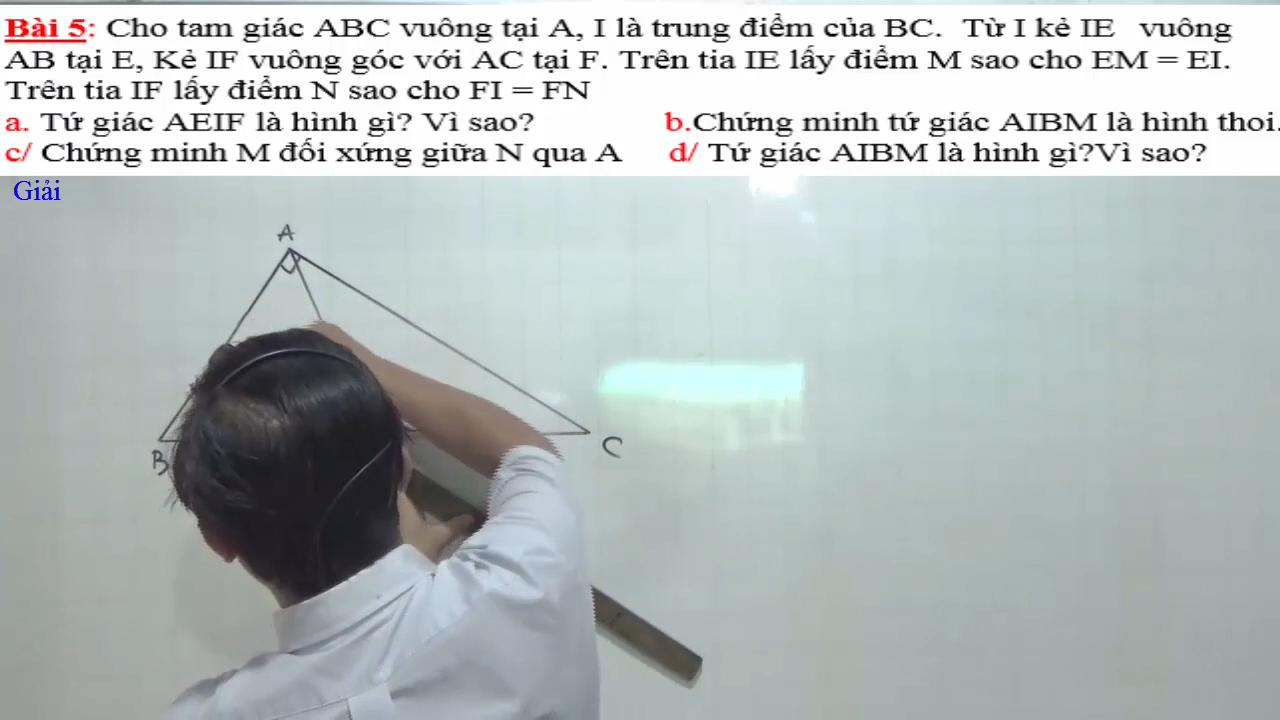 Bài 5: Cho tam giác ABC vuông tại A, I là trung điểm của BC. Từ I kẻ IE vuông
AB tại E, Kẻ IF vuông góc với AC tại F. Trên tia IE lấy điểm M sao cho EM = EI.
Trên tia IF lấy điểm N sao cho FI = FN
a. Tứ giác AEIF là hình gì? Vì sao? b.Chứng minh tứ giác AIBM là hình thoi.
c/ Chứng minh M đối xứng giữa N qua A d/ Tứ giác AIBM là hình gì?Vì sao?
Giải
A
B
C